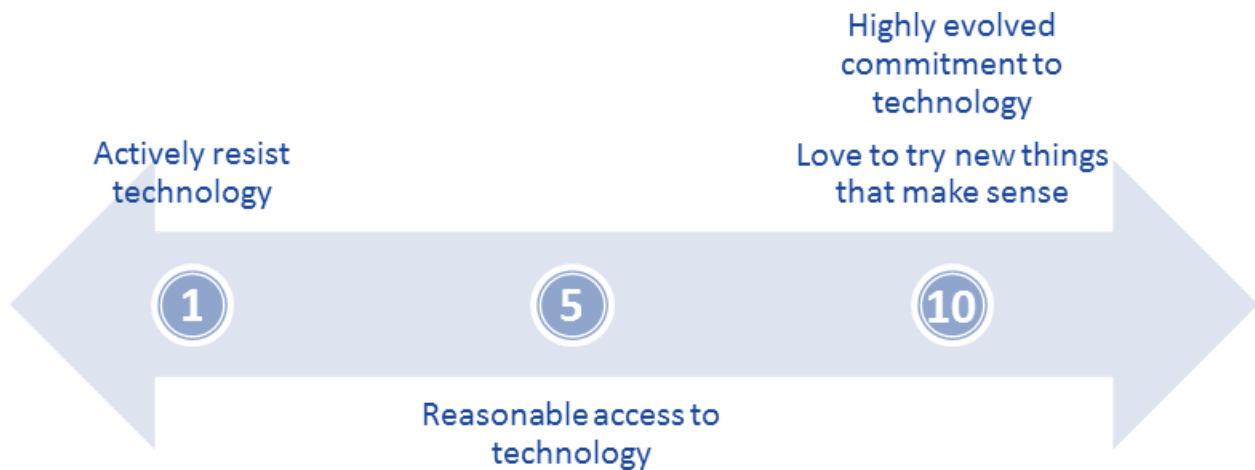 Highly evolved
commitment to
technology
Actively resist
technology
Love to try new things
that make sense
1
5
10
Reasonable access to
technology